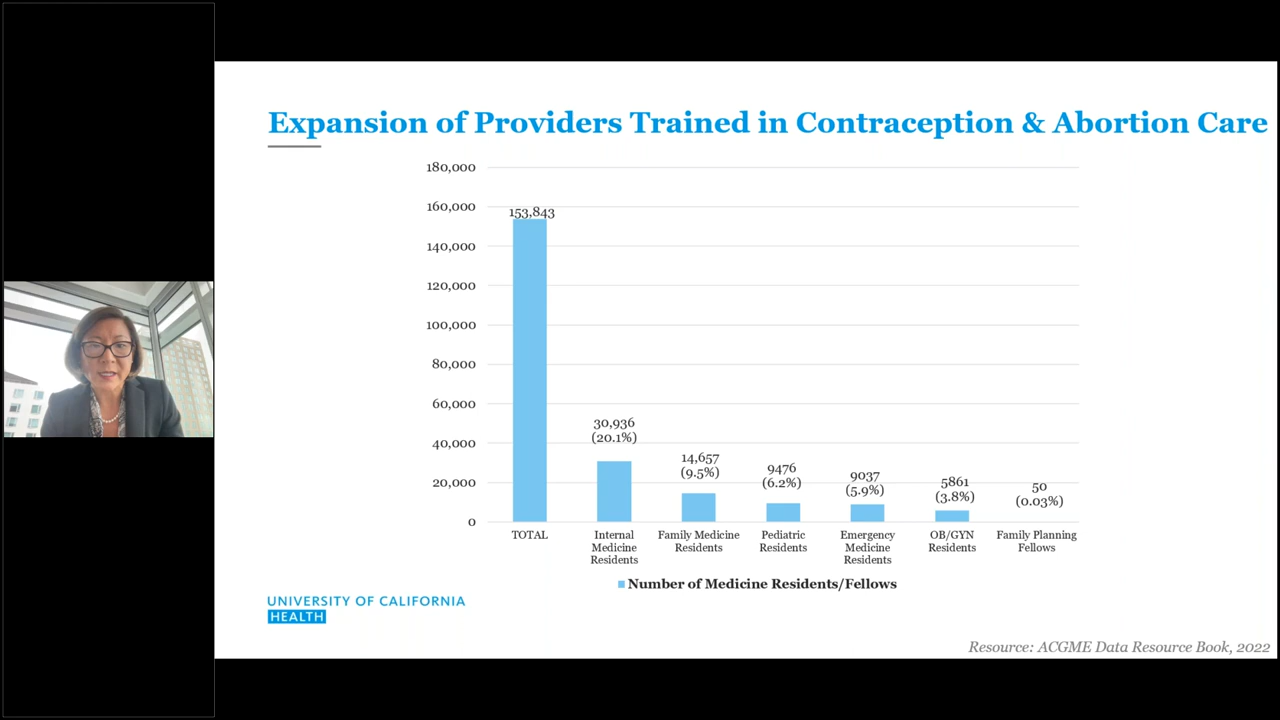 Expansion of Providers Trained in Contraception & Abortion Care
180,000
160,000
140,000
120,000
100,000
80,000
60,000
40,000
20,000
0
153,843
30,936
(20.1%)
14,657
(9.5%)
9476
(6.2%)
9037
(5.9%)
5861
(3.8%)
50
(0.03%)
TOTAL
Internal
Medicine
Residents
Family Medicine
Residents
Pediatric
Residents
Emergency
Medicine
Residents
OB/GYN
Residents
Family Planning
Fellows
Number of Medicine Residents/Fellows
UNIVERSITY OF CALIFORNIA
HEALTH
Resource: ACGME Data Resource Book, 2022